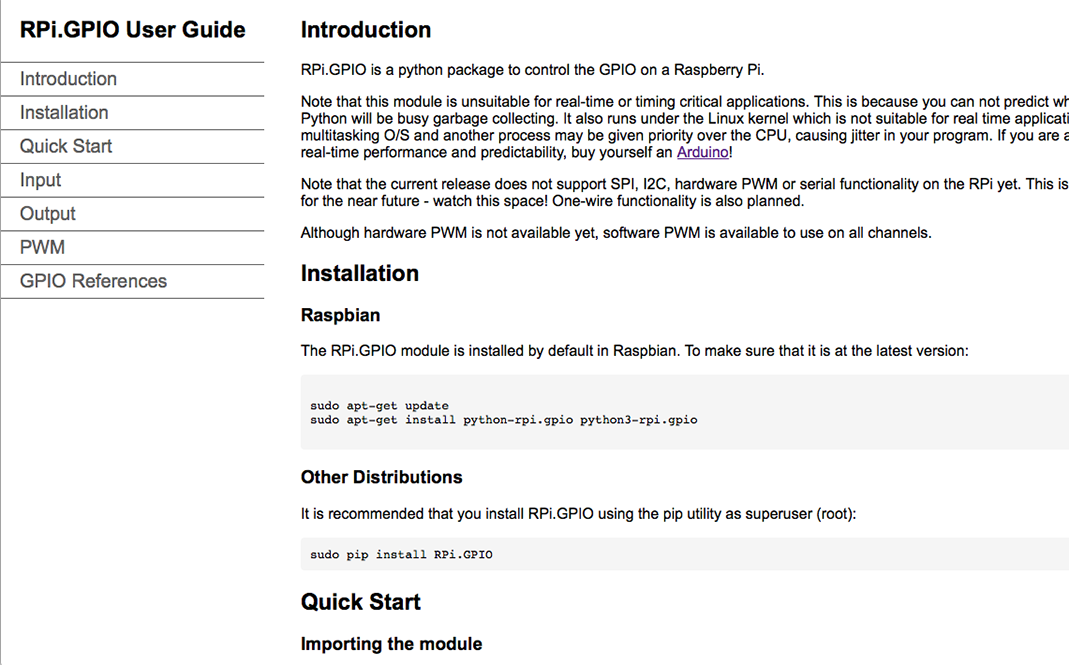 RPi.GPIO User Guide
Introduction
Installation
Quick Start
Input
Output
PWM
GPIO References
Introduction
RPi.GPIO is a python package to control the GPIO on a Raspberry Pi.
Note that this module is unsuitable for real-time or timing critical applications. This is because you can not predict
Python will be busy garbage collecting. It also runs under the Linux kernel which is not suitable for real time
multitasking O/S and another process may be given priority over the CPU, causing jitter in your program. If you are
real-time performance and predictability, buy yourself an Arduino!
Note that the current release does not support SPI, I2C, hardware PWM or serial functionality on the RPi yet. This is
for the near future - watch this space! One-wire functionality is also planned.
Although hardware PWM is not available yet, software PWM is available to use on all channels.
Installation
Raspbian
The RPi.GPIO module is installed by default in Raspbian. To make sure that it is at the latest version:
sudo apt-get update
sudo apt-get install python-rpi.gpio python3-rpi.gpio
Other Distributions
It is recommended that you install RPi.GPIO using the pip utility as superuser (root):
sudo pip install RPi.GPIO
Quick Start
Importing the module